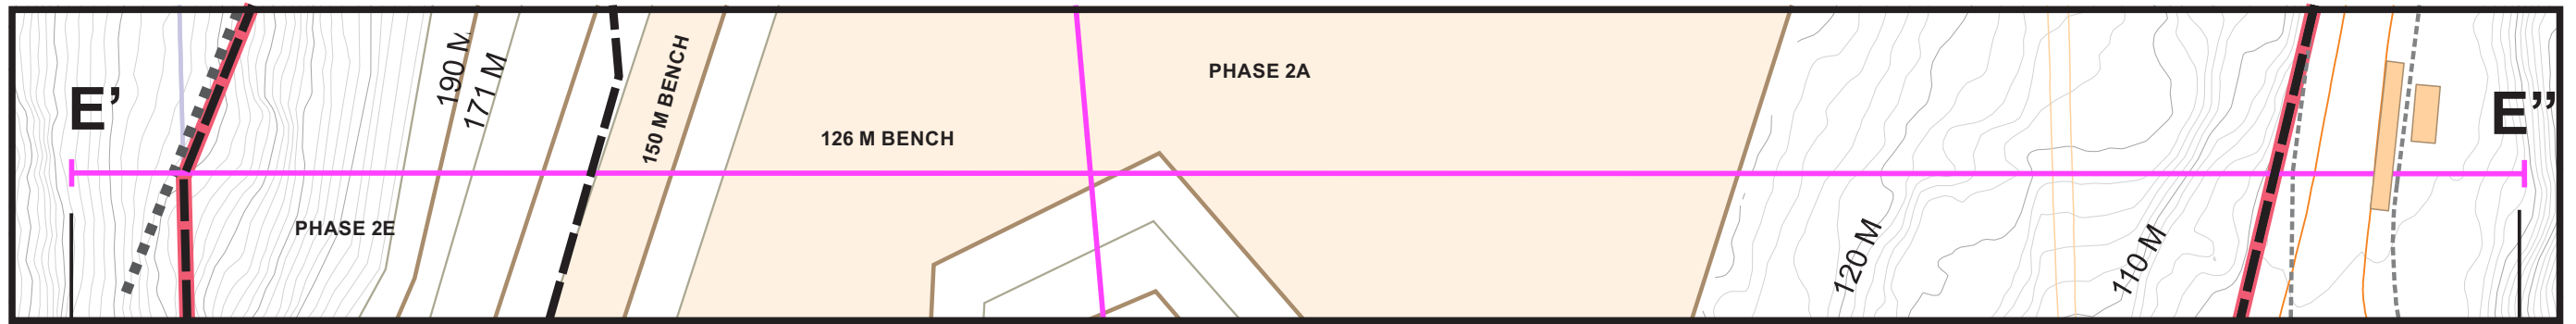 E’
PHASE 2E
190 M
171 M
150 M BENCH
126 M BENCH
PHASE 2A
120 M
110 M
E”